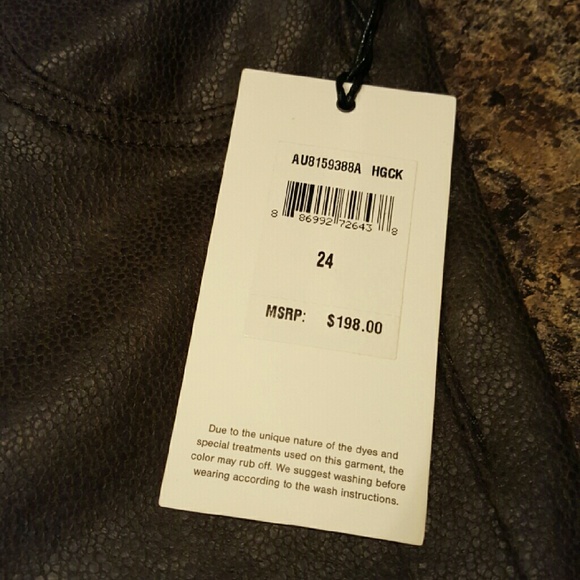 AU8159388A HGCK
8 86992 72643 8
24
MSRP: $198.00
Due to the unique nature of the dyes and
special treatments used on this garment, the
color may rub off. We suggest washing before
wearing according to the wash instructions.